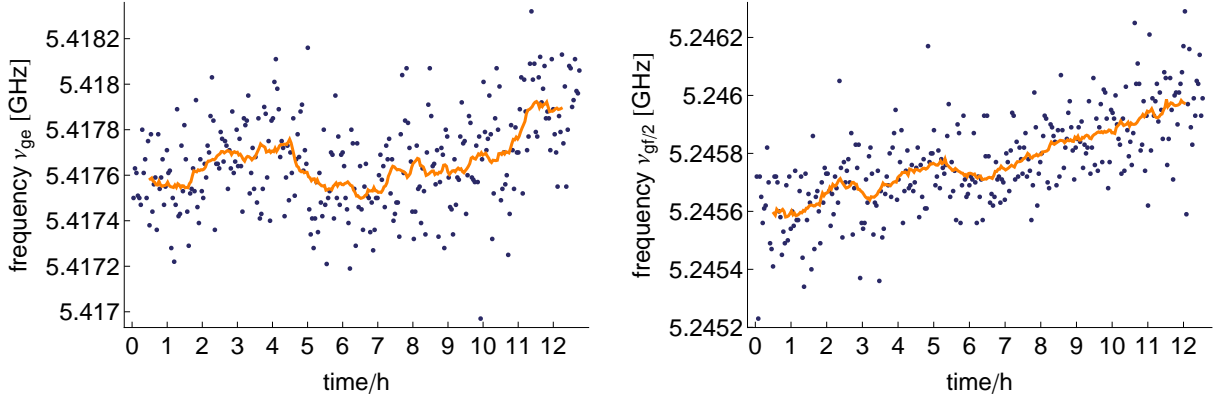 frequency νge [GHz]
5.4182
5.418
5.4178
5.4176
5.4174
5.4172
5.417
0 1 2 3 4 5 6 7 8 9 10 11 12
time/h
frequency νgf/2 [GHz]
5.2462
5.246
5.2458
5.2456
5.2454
5.2452
0 1 2 3 4 5 6 7 8 9 10 11 12
time/h